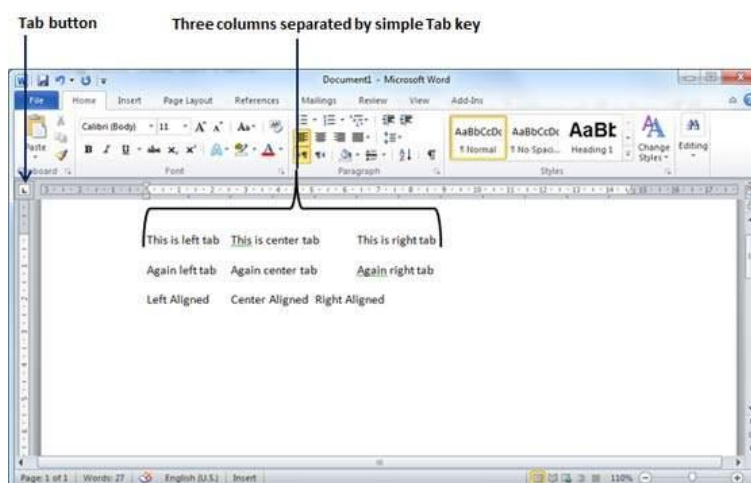 Tab button
Three columns separated by simple Tab key
Document1 - Microsoft Word
File Home Insert Page Layout References Mailings Review View Add-Ins
Calibri (Body) 11 Aa
AaBbCcDc AaBbCcDc AaBb
Paste B I U abc x, x' A
¶ Normal ¶ No Spaci... Heading 1 Change Styles Editing
Font Paragraph Styles
This is left tab This is center tab This is right tab
Again left tab Again center tab Again right tab
Left Aligned Center Aligned Right Aligned
Page: 1 of 1 Words: 27 English (U.S.) Insert 110%